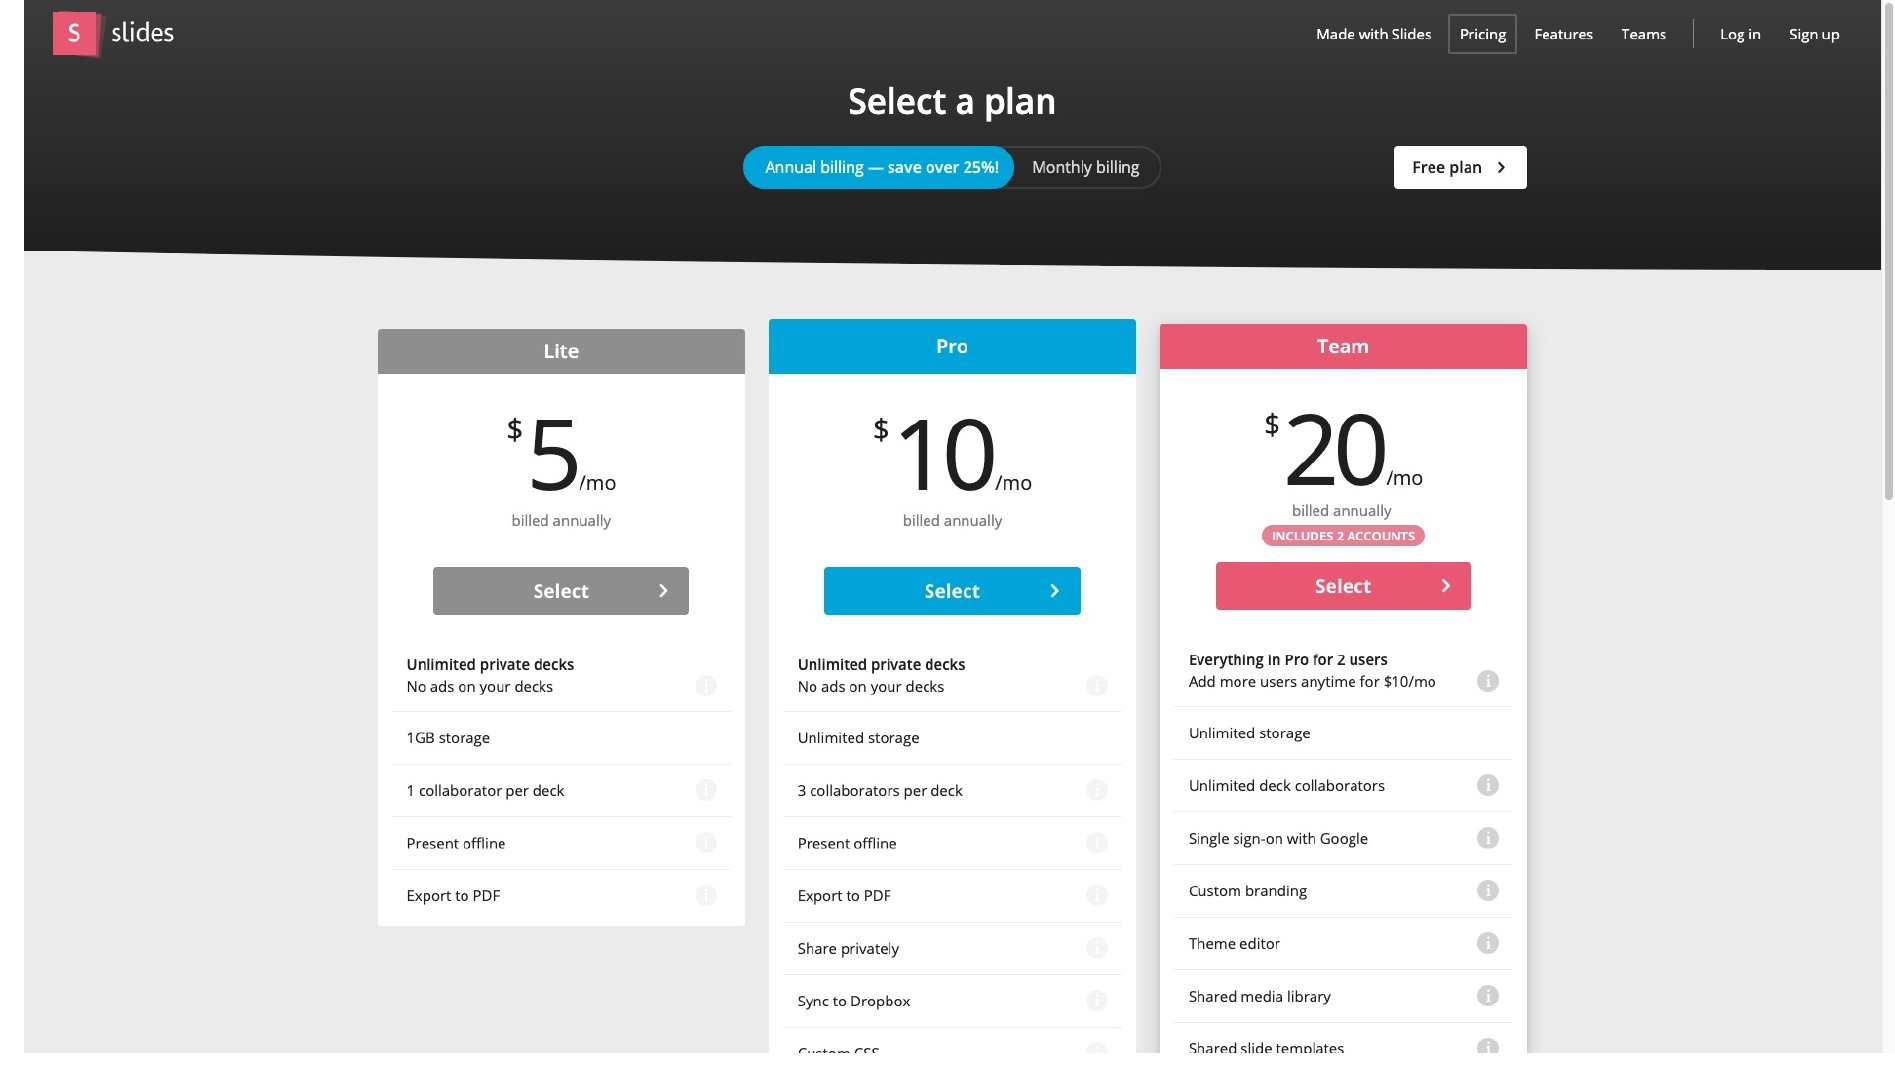 S slides
Made with Slides
Pricing
Features
Teams
Log in
Sign up
Select a plan
Annual billing — save over 25%!
Monthly billing
Free plan
Lite
$5/mo
billed annually
Select
Unlimited private decks
No ads on your decks
1GB storage
1 collaborator per deck
Present offline
Export to PDF
Pro
$10/mo
billed annually
Select
Unlimited private decks
No ads on your decks
Unlimited storage
3 collaborators per deck
Present offline
Export to PDF
Share privately
Sync to Dropbox
Custom CSS
Team
$20/mo
billed annually
INCLUDES 2 ACCOUNTS
Select
Everything in Pro for 2 users
Add more users anytime for $10/mo
Unlimited storage
Unlimited deck collaborators
Single sign-on with Google
Custom branding
Theme editor
Shared media library
Shared slide templates